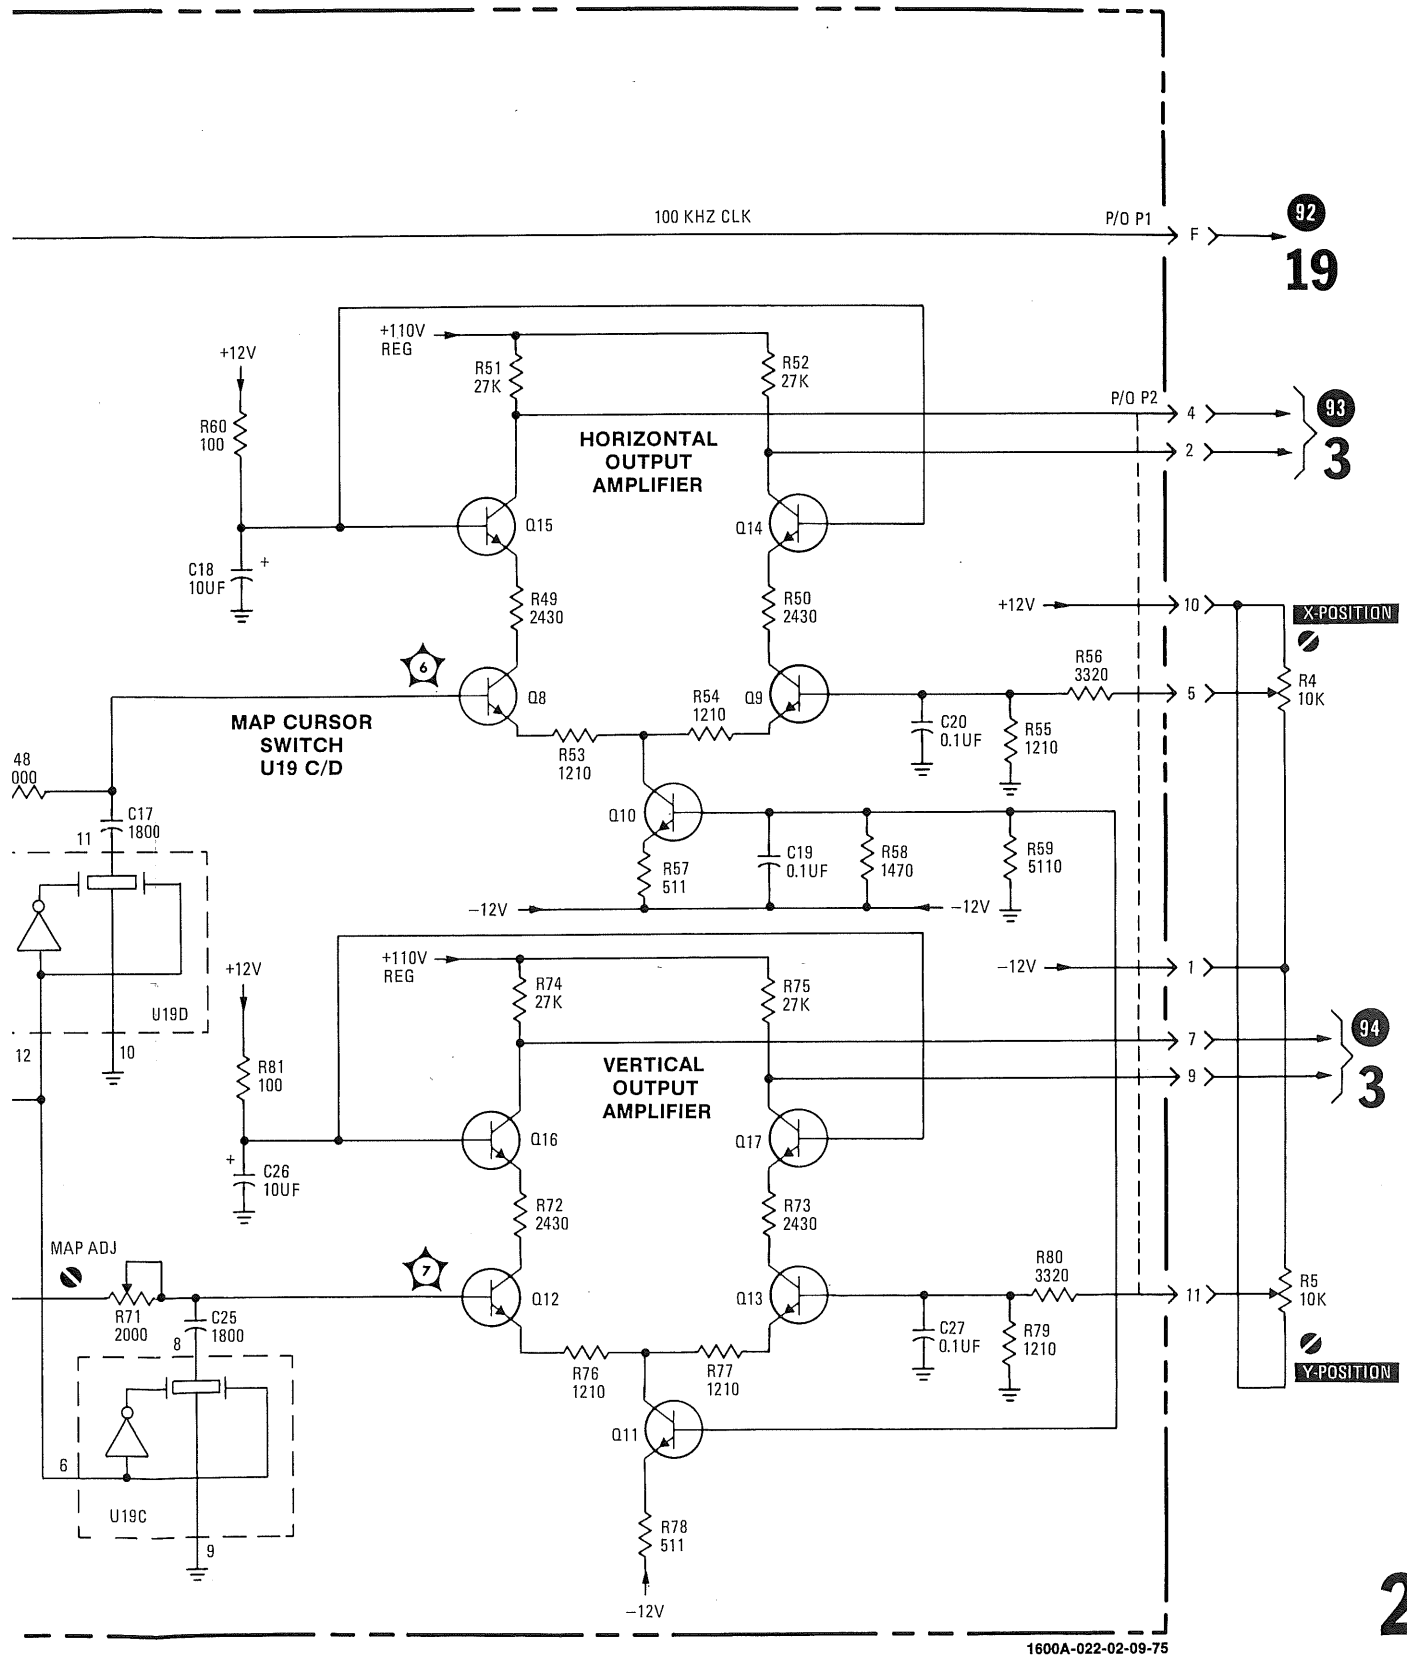 100 KHZ CLK
P/O P1
F
92
19
+110V
REG
+12V
R51
27K
R52
27K
P/O P2
4
93
R60
100
HORIZONTAL
OUTPUT
AMPLIFIER
2
3
Q15
Q14
C18
10UF
+
R49
2430
R50
2430
+12V
10
X-POSITION
6
R56
3320
R4
10K
5
Q8
R54
1210
Q9
MAP CURSOR
SWITCH
U19 C/D
C20
0.1UF
R55
1210
R53
1210
48
000
C17
1800
11
Q10
R57
511
C19
0.1UF
R58
1470
R59
5110
-12V
-12V
+110V
REG
+12V
-12V
1
R74
27K
R75
27K
U19D
12
10
94
7
R81
100
VERTICAL
OUTPUT
AMPLIFIER
9
3
Q16
Q17
+
C26
10UF
R72
2430
R73
2430
MAP ADJ
7
R80
3320
R5
10K
11
R71
2000
C25
1800
8
Q12
Q13
C27
0.1UF
R79
1210
R76
1210
R77
1210
Y-POSITION
Q11
6
U19C
9
R78
511
-12V
2
1600A-022-02-09-75